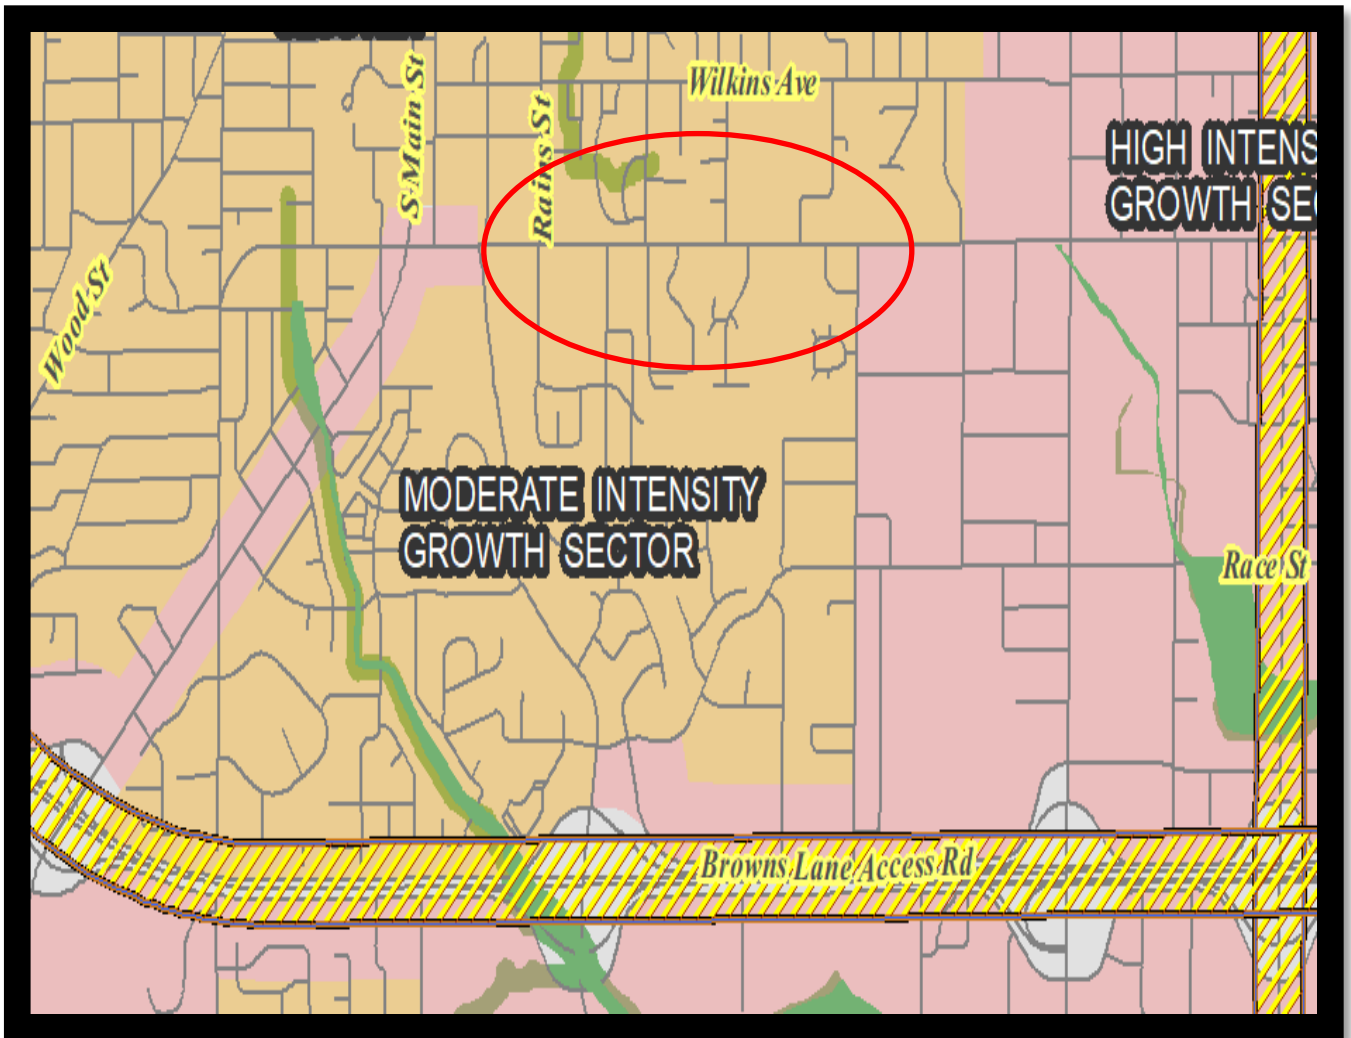 Wilkins Ave
S Main St
Rains St
HIGH INTENS
GROWTH SEC
Wood St
MODERATE INTENSITY
GROWTH SECTOR
Race St
Browns Lane Access Rd